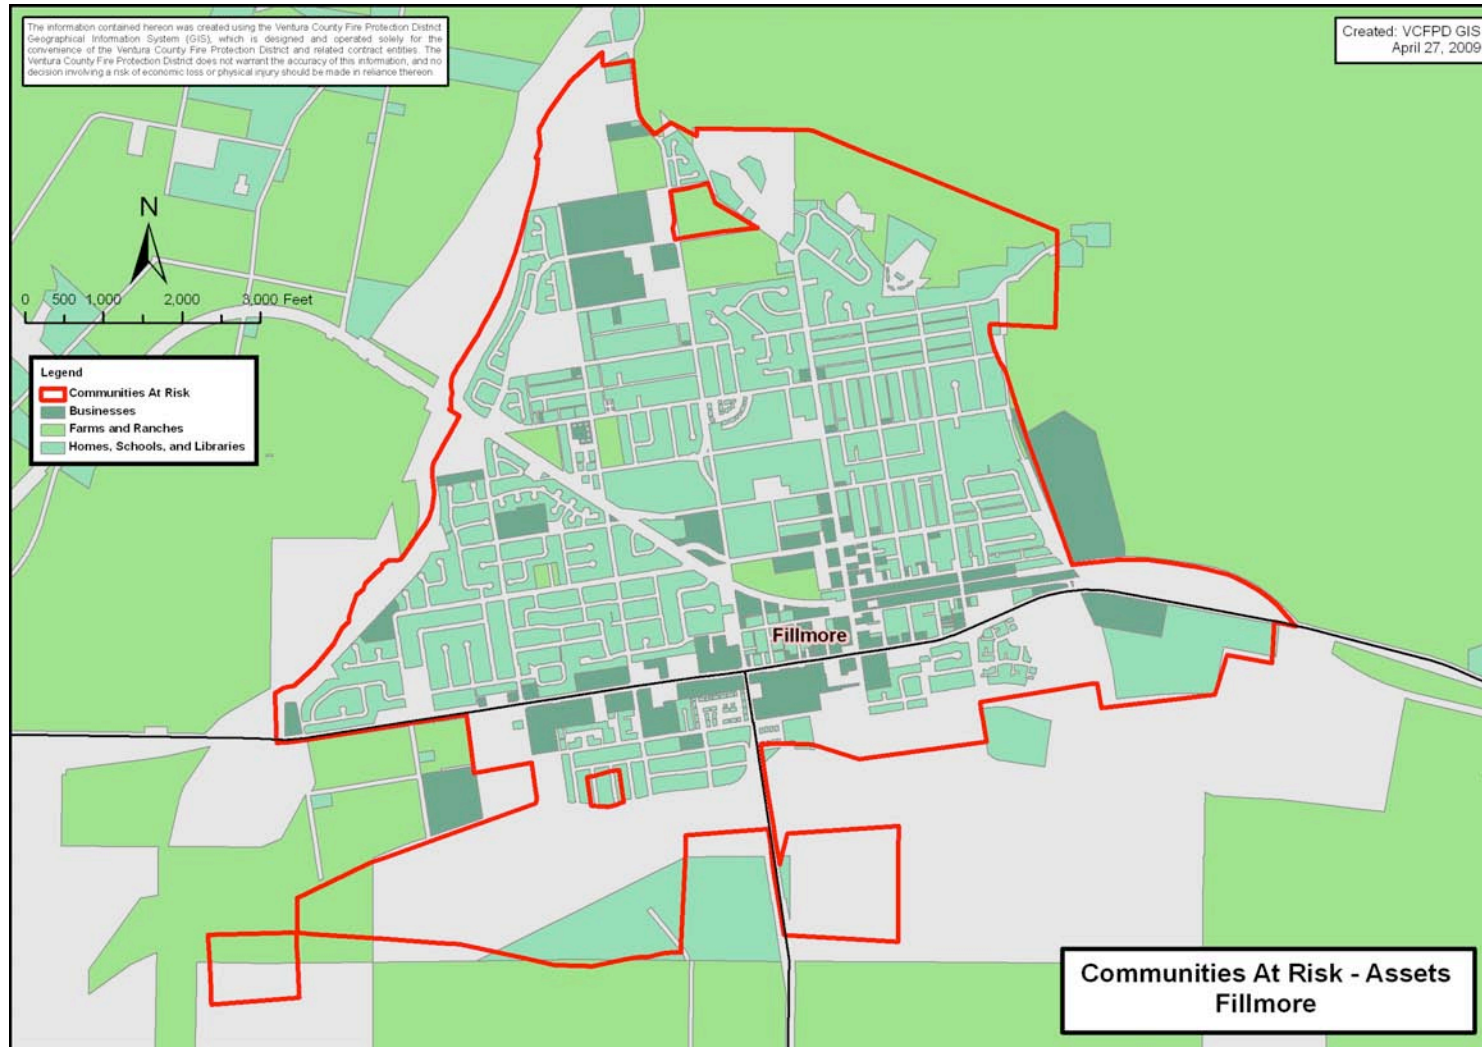 The information contained hereon was created using the Ventura County Fire Protection District
Geographical Information System (GIS), which is designed and operated solely for the
convenience of the Ventura County Fire Protection District and related contract entities. The
Ventura County Fire Protection District does not warrant the accuracy of this information, and no
decision involving a risk of economic loss or physical injury should be made in reliance thereon.
Created: VCFPD GIS
April 27, 2009
N
0 500 1,000 2,000 3,000 Feet
Legend
Communities At Risk
Businesses
Farms and Ranches
Homes, Schools, and Libraries
Fillmore
Communities At Risk - Assets
Fillmore